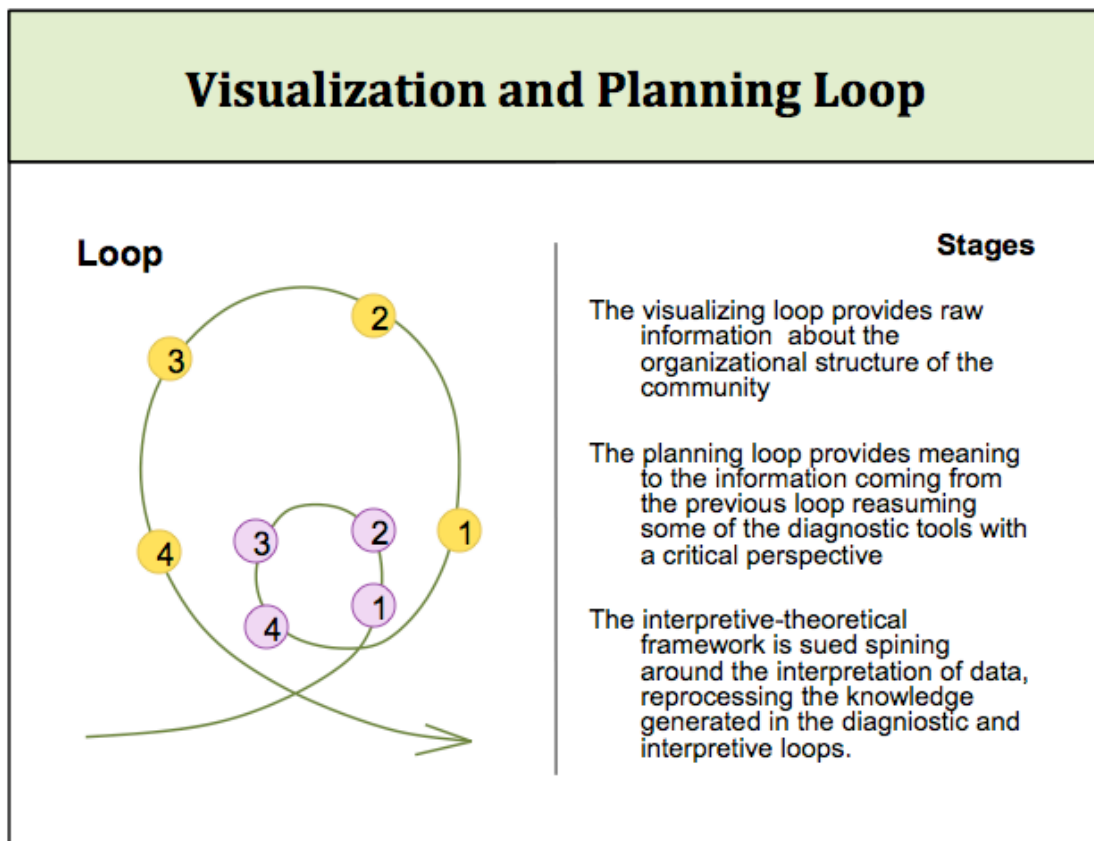 Visualization and Planning Loop
Loop
2
3
1
4
3
2
1
4
Stages
The visualizing loop provides raw
information about the
organizational structure of the
community
The planning loop provides meaning
to the information coming from
the previous loop reasuming
some of the diagnostic tools with
a critical perspective
The interpretive-theoretical
framework is sued spining
around the interpretation of data,
reprocessing the knowledge
generated in the diagniostic and
interpretive loops.